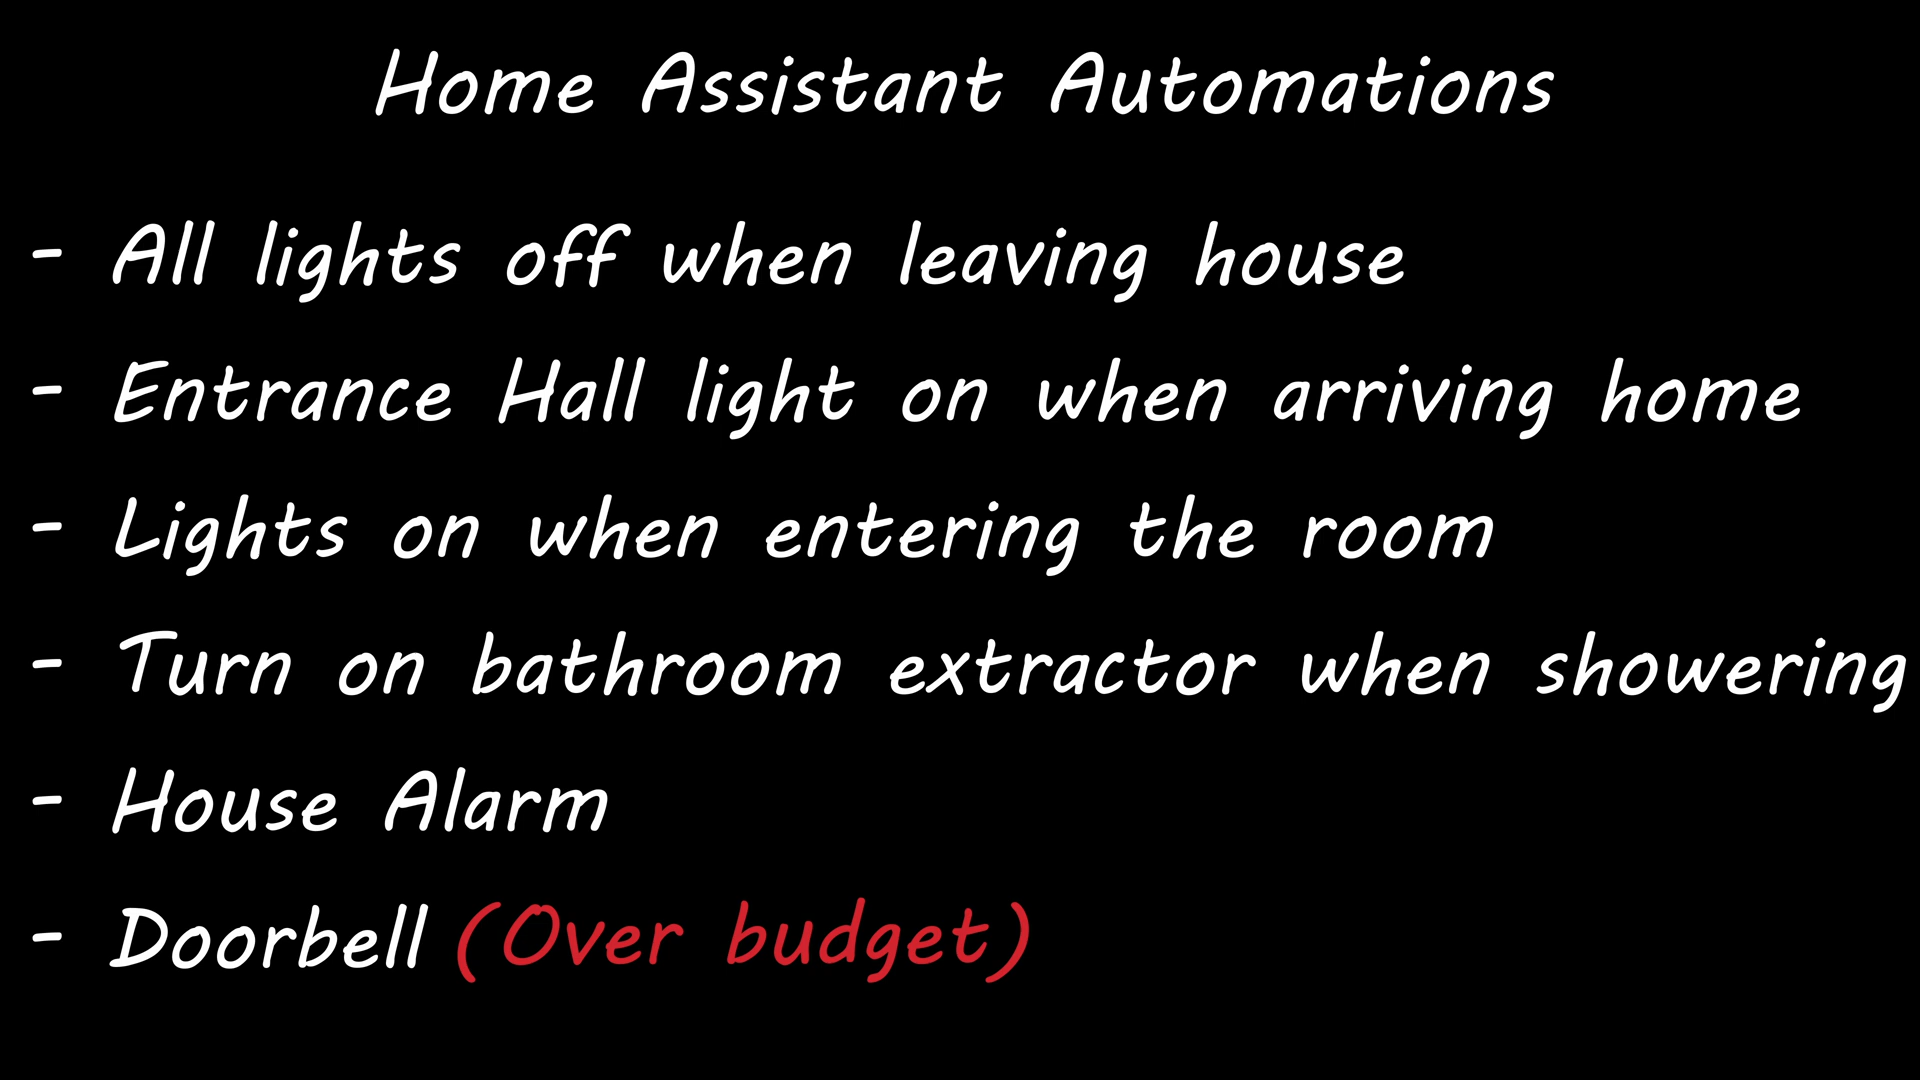 Home Assistant Automations
- All lights off when leaving house
- Entrance Hall light on when arriving home
- Lights on when entering the room
- Turn on bathroom extractor when showering
- House Alarm
- Doorbell (Over budget)